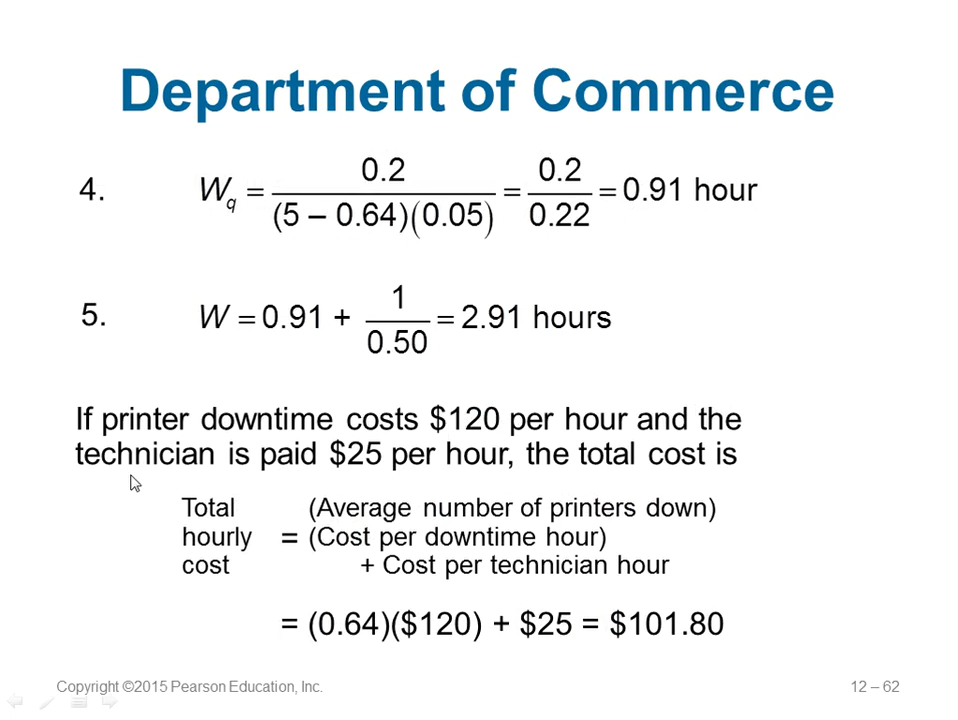 Department of Commerce
4. W_q = 0.2 / (5 – 0.64)(0.05) = 0.2 / 0.22 = 0.91 hour
5. W = 0.91 + 1 / 0.50 = 2.91 hours
If printer downtime costs $120 per hour and the
technician is paid $25 per hour, the total cost is
Total (Average number of printers down)
hourly = (Cost per downtime hour)
cost + Cost per technician hour
= (0.64)($120) + $25 = $101.80
Copyright ©2015 Pearson Education, Inc. 12 – 62